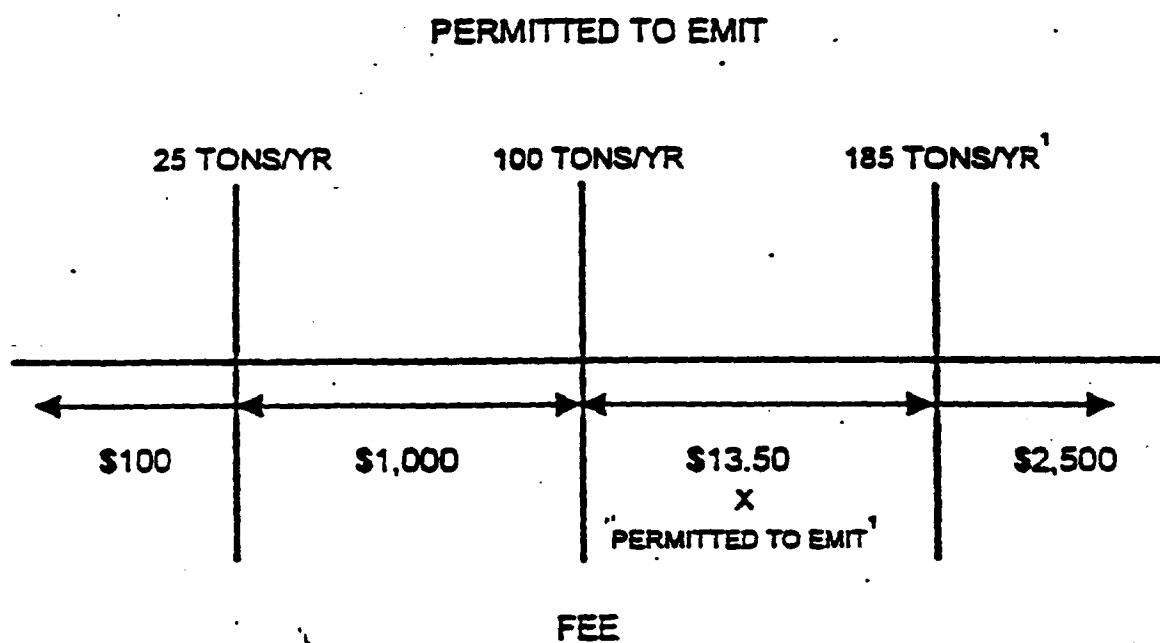 PERMITTED TO EMIT
25 TONS/YR 100 TONS/YR 185 TONS/YR¹
$100 $1,000 $13.50 $2,500
X
"PERMITTED TO EMIT¹
FEE